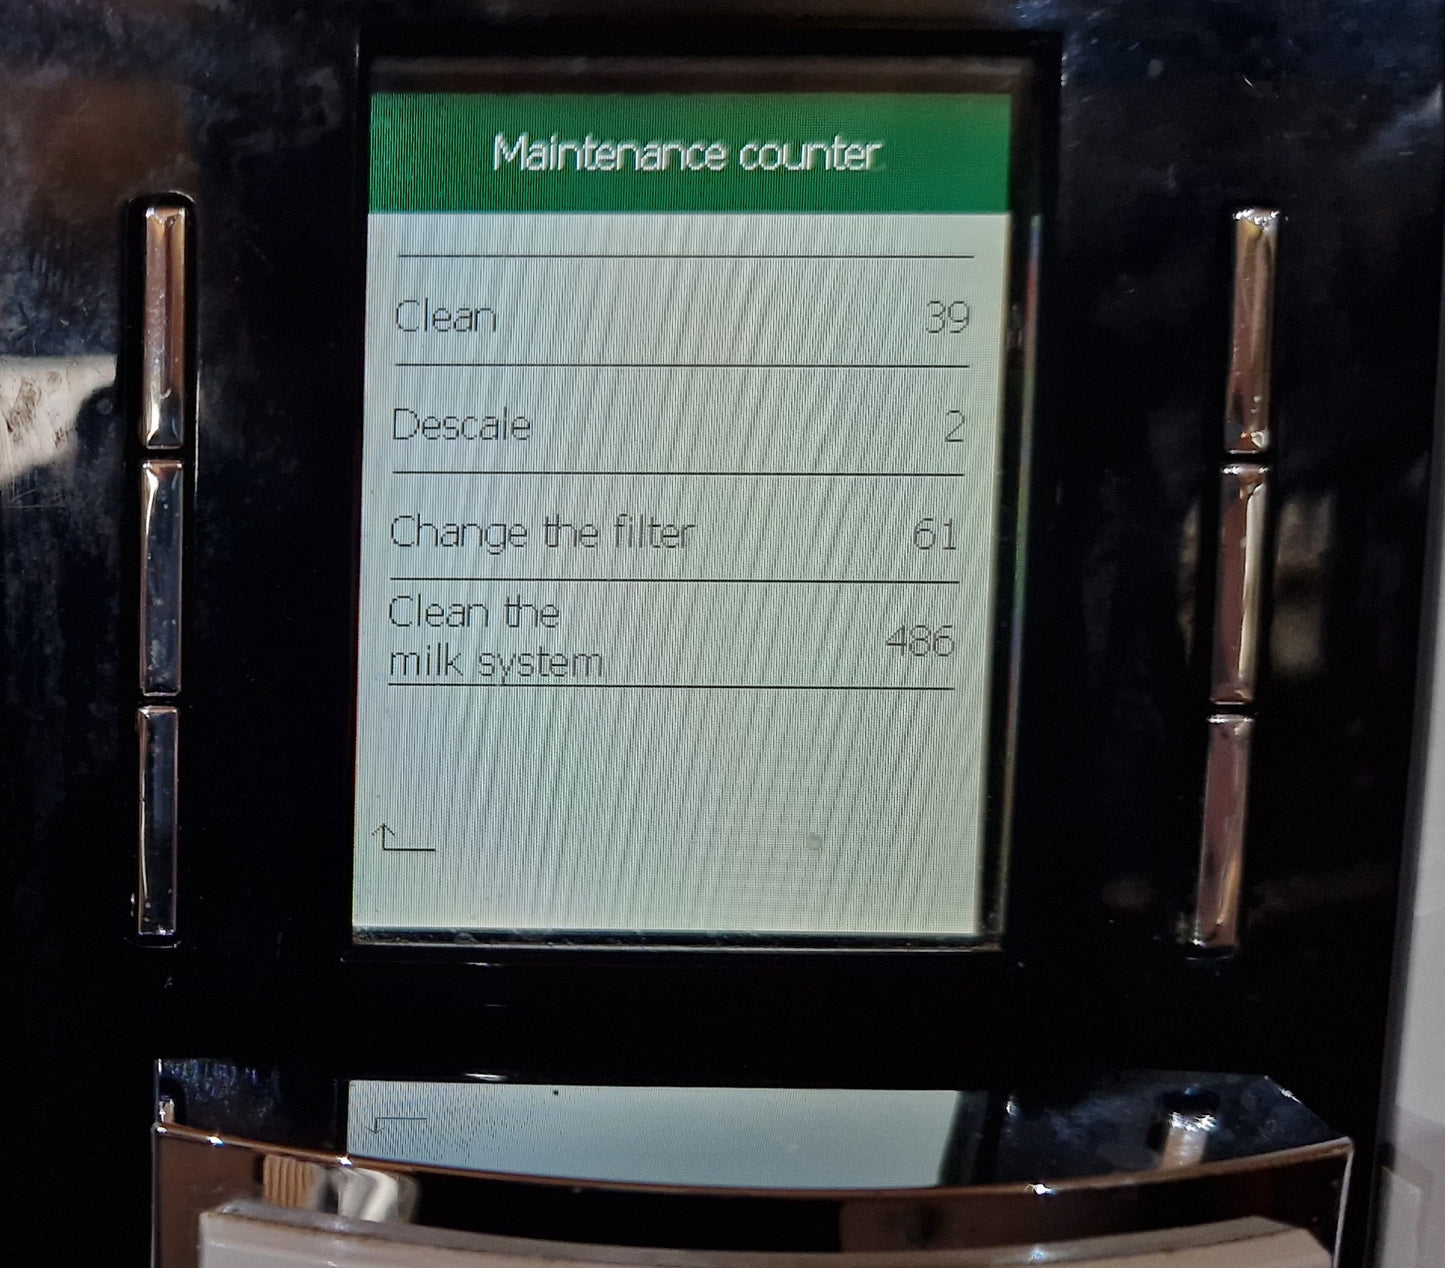 Maintenance counter
Clean 39
Descale 2
Change the filter 61
Clean the
milk system 486